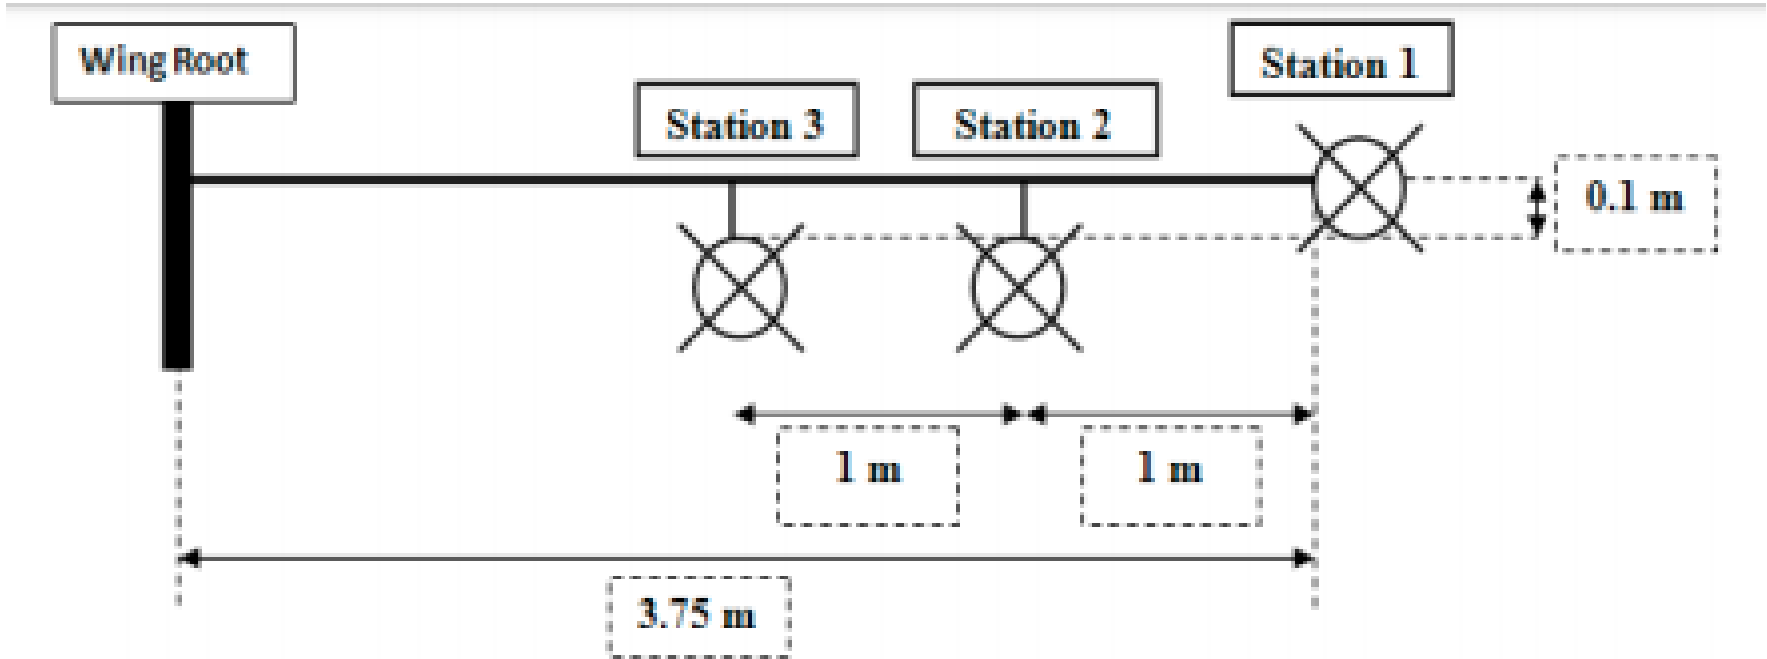 Wing Root
Station 1
Station 3
Station 2
0.1 m
1 m
1 m
3.75 m